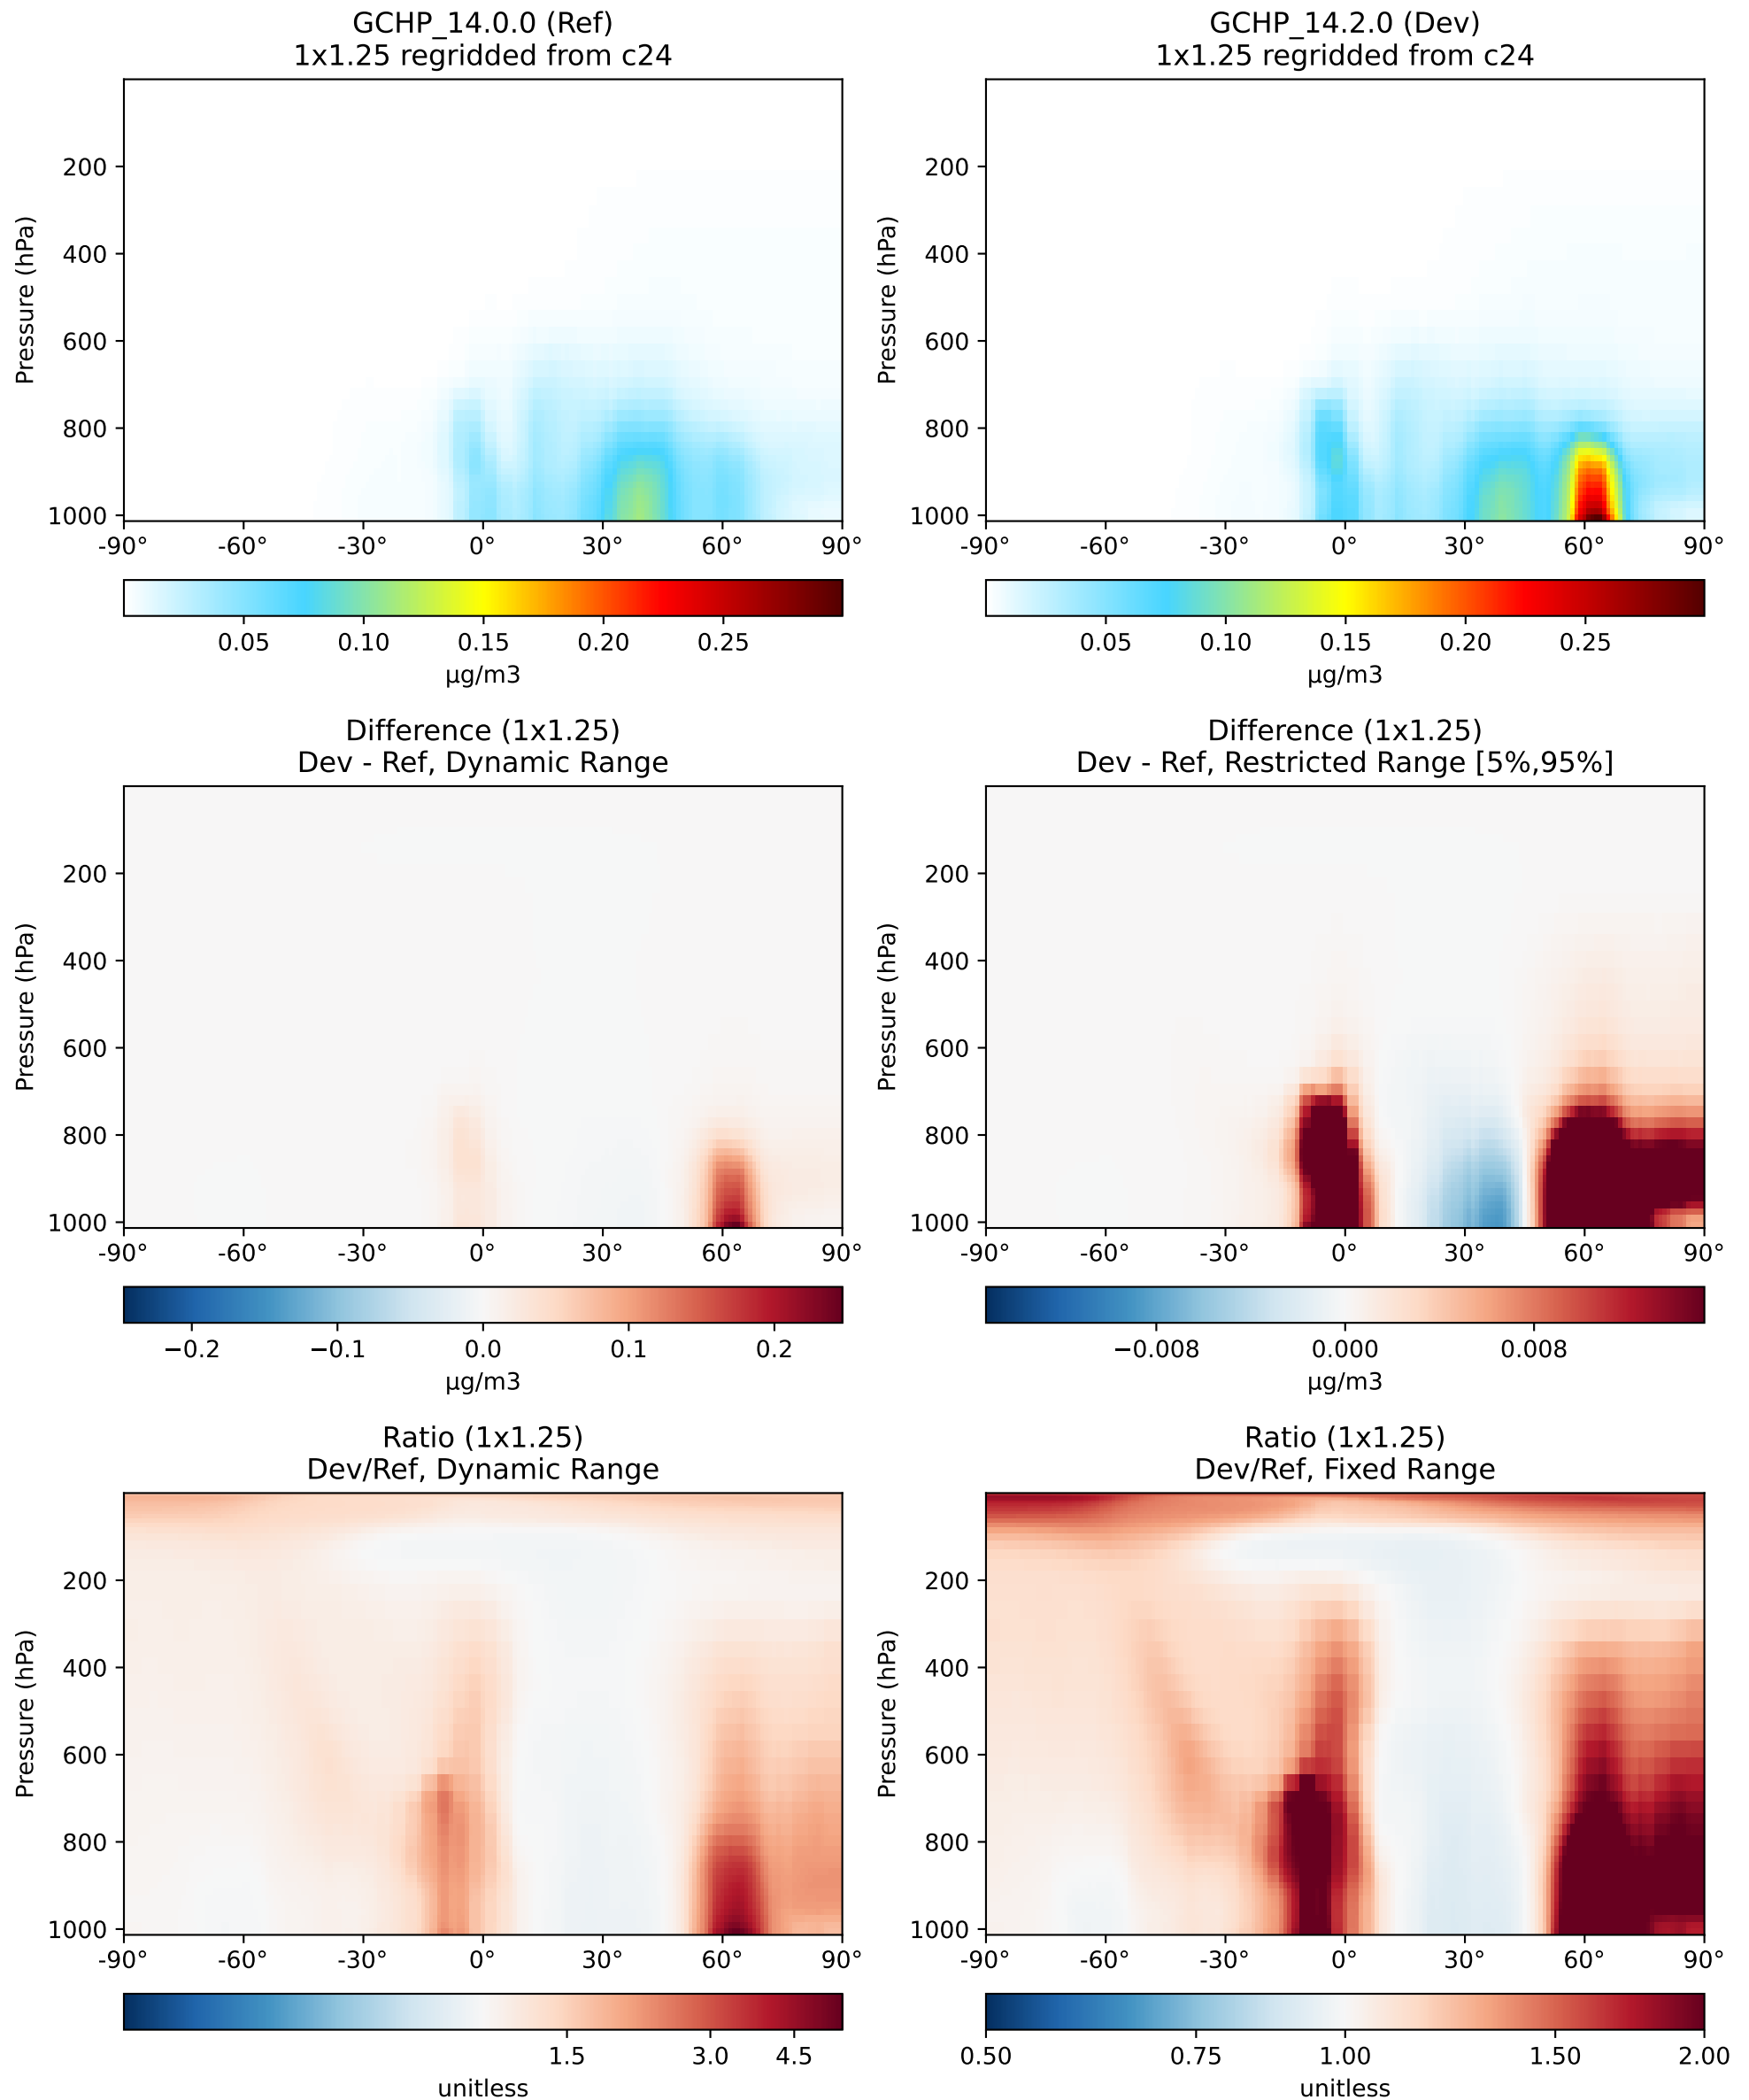 GCHP_14.0.0 (Ref)
1x1.25 regridded from c24
Pressure (hPa)
200
400
600
800
1000
-90° -60° -30° 0° 30° 60° 90°
0.05 0.10 0.15 0.20 0.25
µg/m3
GCHP_14.2.0 (Dev)
1x1.25 regridded from c24
Pressure (hPa)
200
400
600
800
1000
-90° -60° -30° 0° 30° 60° 90°
0.05 0.10 0.15 0.20 0.25
µg/m3
Difference (1x1.25)
Dev - Ref, Dynamic Range
Pressure (hPa)
200
400
600
800
1000
-90° -60° -30° 0° 30° 60° 90°
−0.2 −0.1 0.0 0.1 0.2
µg/m3
Difference (1x1.25)
Dev - Ref, Restricted Range [5%,95%]
Pressure (hPa)
200
400
600
800
1000
-90° -60° -30° 0° 30° 60° 90°
−0.008 0.000 0.008
µg/m3
Ratio (1x1.25)
Dev/Ref, Dynamic Range
Pressure (hPa)
200
400
600
800
1000
-90° -60° -30° 0° 30° 60° 90°
1.5 3.0 4.5
unitless
Ratio (1x1.25)
Dev/Ref, Fixed Range
Pressure (hPa)
200
400
600
800
1000
-90° -60° -30° 0° 30° 60° 90°
0.50 0.75 1.00 1.50 2.00
unitless